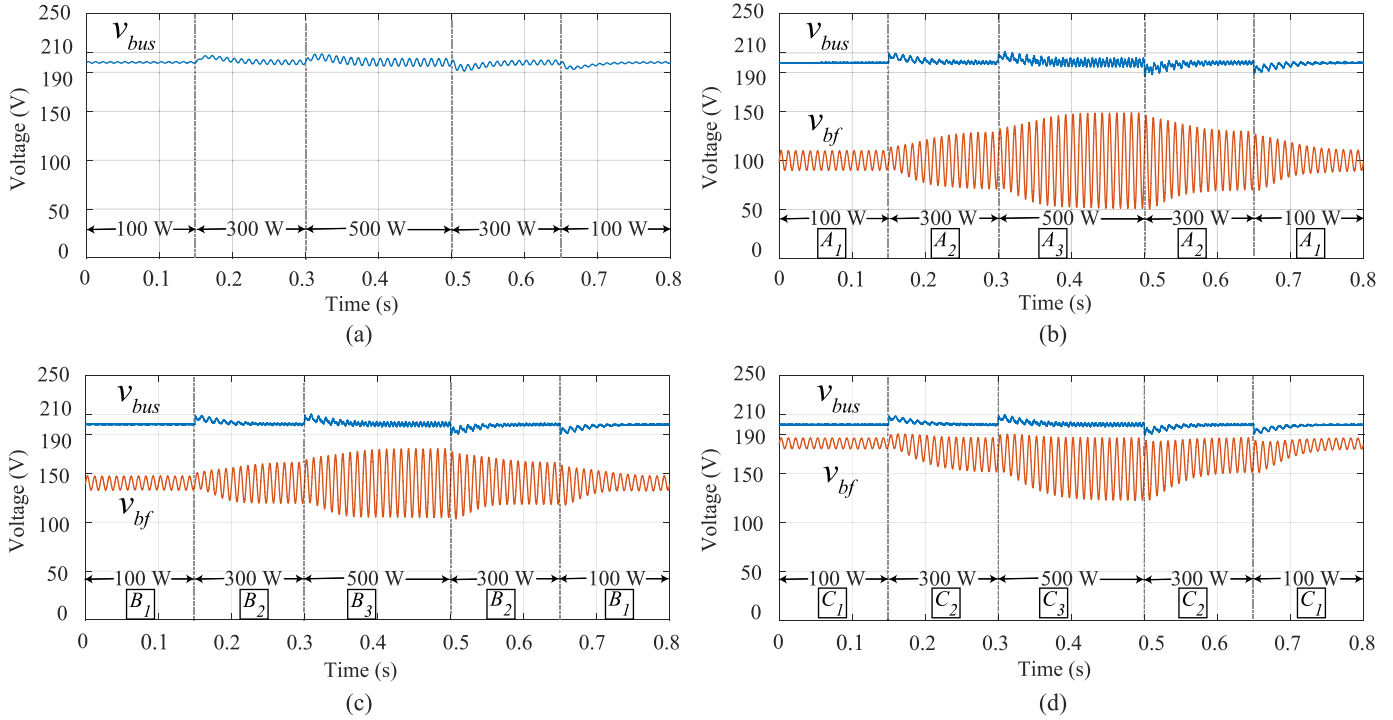 250
210
190
150
100
50
0
Voltage (V)
v_bus
100 W 300 W 500 W 300 W 100 W
0 0.1 0.2 0.3 0.4 0.5 0.6 0.7 0.8
Time (s)
(a)
250
210
190
150
100
50
0
Voltage (V)
v_bus
v_bf
100 W 300 W 500 W 300 W 100 W
A_1 A_2 A_3 A_2 A_1
0 0.1 0.2 0.3 0.4 0.5 0.6 0.7 0.8
Time (s)
(b)
250
210
190
150
100
50
0
Voltage (V)
v_bus
v_bf
100 W 300 W 500 W 300 W 100 W
B_1 B_2 B_3 B_2 B_1
0 0.1 0.2 0.3 0.4 0.5 0.6 0.7 0.8
Time (s)
(c)
250
210
190
150
100
50
0
Voltage (V)
v_bus
v_bf
100 W 300 W 500 W 300 W 100 W
C_1 C_2 C_3 C_2 C_1
0 0.1 0.2 0.3 0.4 0.5 0.6 0.7 0.8
Time (s)
(d)